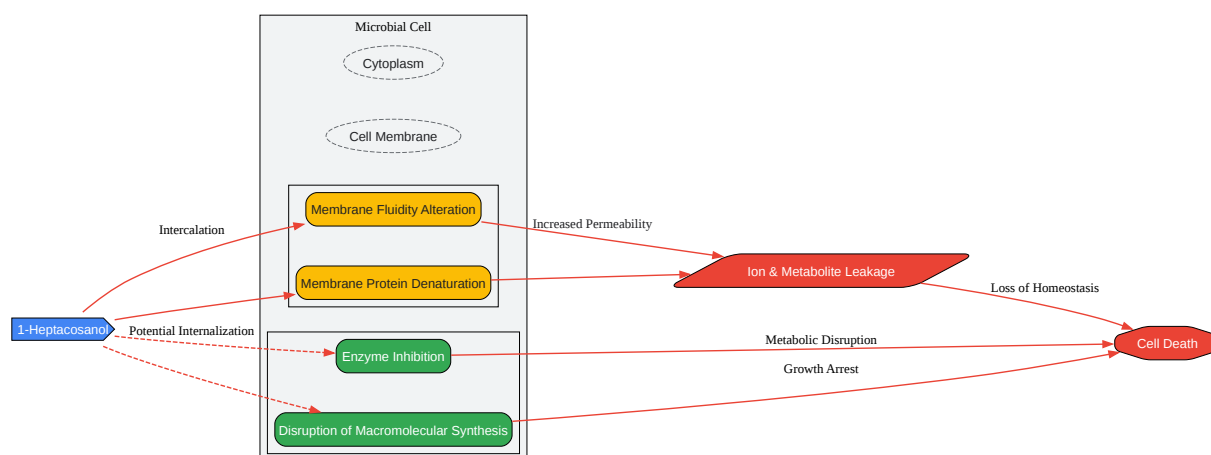 Microbial Cell
Cytoplasm
Cell Membrane
Membrane Fluidity Alteration
Intercalation
Increased Permeability
Ion & Metabolite Leakage
Membrane Protein Denaturation
Loss of Homeostasis
1-Heptacosanol
Potential Internalization
Metabolic Disruption
Cell Death
Enzyme Inhibition
Growth Arrest
Disruption of Macromolecular Synthesis